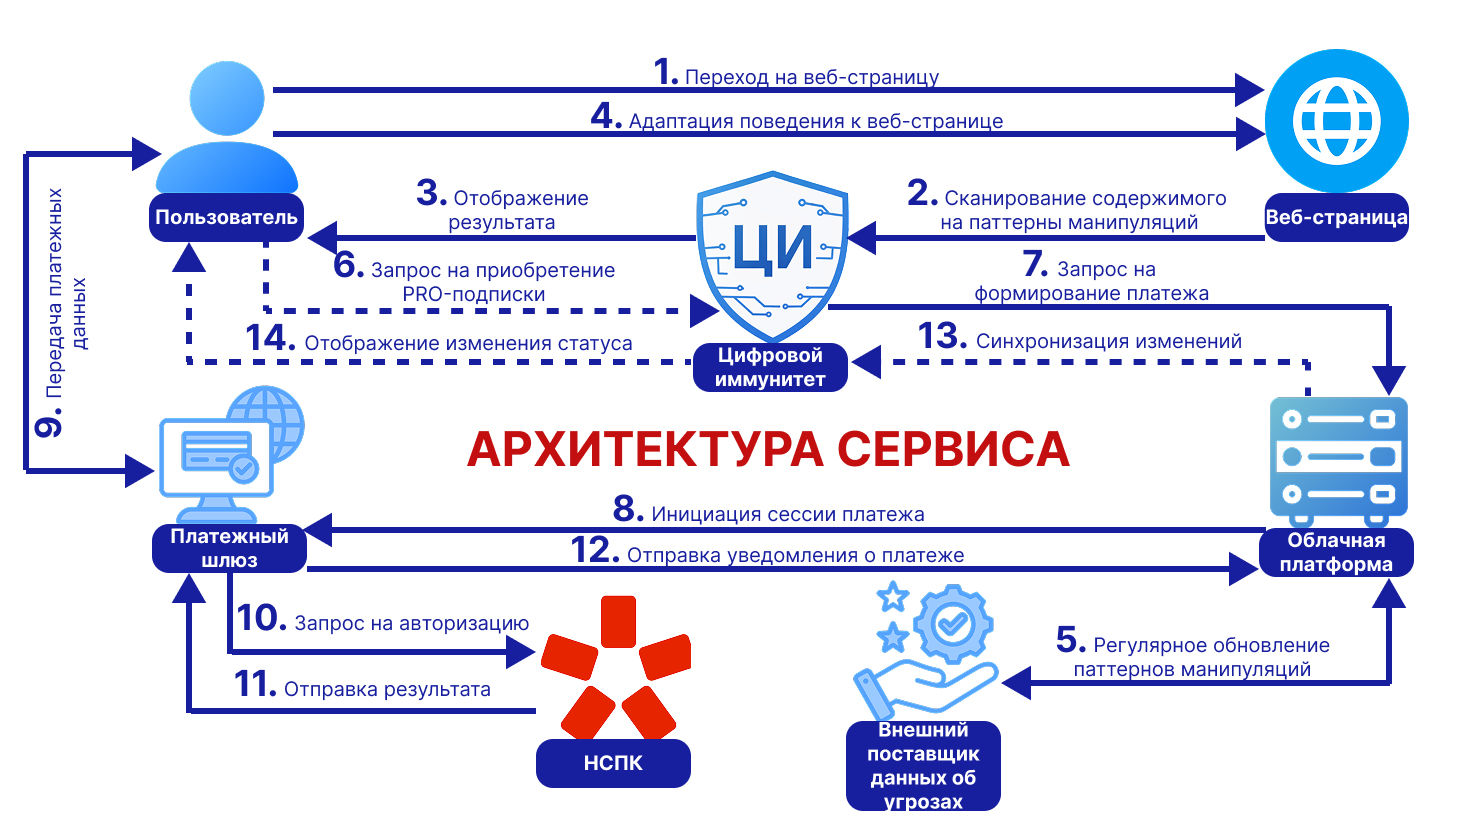 1. Переход на веб-страницу
4. Адаптация поведения к веб-странице
Пользователь
Веб-страница
3. Отображение
результата
2. Сканирование содержимого
на паттерны манипуляций
ЦИ
6. Запрос на приобретение
PRO-подписки
7. Запрос на
формирование платежа
14. Отображение изменения статуса
13. Синхронизация изменений
Цифровой
иммунитет
9. Передача платежных
данных
АРХИТЕКТУРА СЕРВИСА
8. Инициация сессии платежа
12. Отправка уведомления о платеже
Платежный
шлюз
Облачная
платформа
10. Запрос на авторизацию
11. Отправка результата
5. Регулярное обновление
паттернов манипуляций
НСПК
Внешний
поставщик
данных об
угрозах